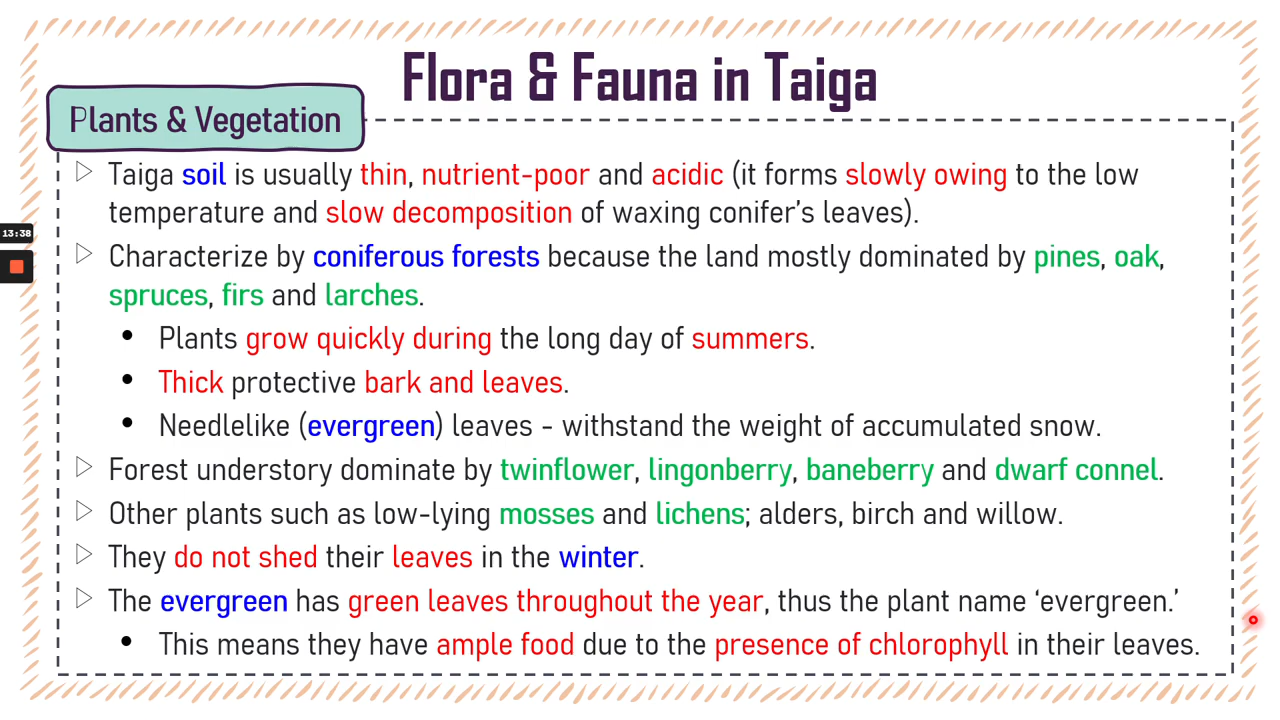 Flora & Fauna in Taiga
Plants & Vegetation
Taiga soil is usually thin, nutrient-poor and acidic (it forms slowly owing to the low
temperature and slow decomposition of waxing conifer's leaves).
13:38
Characterize by coniferous forests because the land mostly dominated by pines, oak,
spruces, firs and larches.
Plants grow quickly during the long day of summers.
Thick protective bark and leaves.
Needlelike (evergreen) leaves - withstand the weight of accumulated snow.
Forest understory dominate by twinflower, lingonberry, baneberry and dwarf connel.
Other plants such as low-lying mosses and lichens; alders, birch and willow.
They do not shed their leaves in the winter.
The evergreen has green leaves throughout the year, thus the plant name 'evergreen.'
This means they have ample food due to the presence of chlorophyll in their leaves.